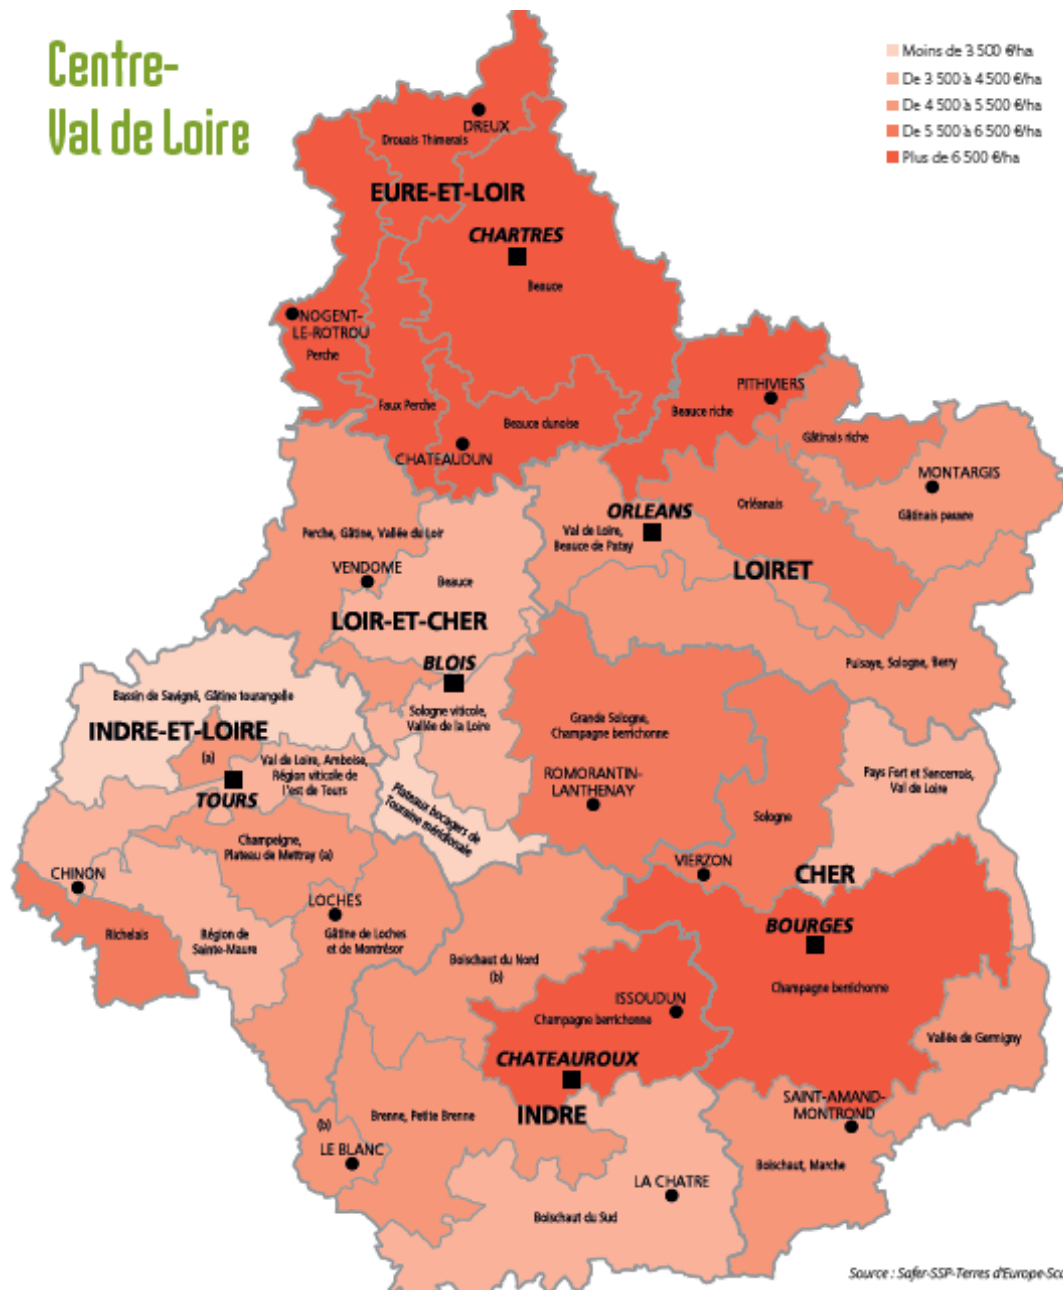 Centre-
Val de Loire
Moins de 3 500 €/ha
De 3 500 à 4 500 €/ha
De 4 500 à 5 500 €/ha
De 5 500 à 6 500 €/ha
Plus de 6 500 €/ha
DREUX
Drouais Thimerais
EURE-ET-LOIR
CHARTRES
Beauce
NOGENT-
LE-ROTROU
Perche
Faux Perche
Beauce dunoise
CHATEAUDUN
PITHIVIERS
Beauce riche
Gâtinais riche
MONTARGIS
Gâtinais pauvre
Orléanais
ORLEANS
Val de Loire,
Beauce de Patay
LOIRET
Puisaye, Sologne, Berry
Perche, Gâtine, Vallée du Loir
VENDOME
Beauce
LOIR-ET-CHER
BLOIS
Sologne viticole,
Vallée de la Loire
Grande Sologne,
Champagne berrichonne
ROMORANTIN-
LANTHENAY
Plateaux bocagers de
Touraine méridionale
Bassin de Savigné, Gâtine tourangelle
INDRE-ET-LOIRE
(a)
Val de Loire, Amboise,
Région viticole de
l'est de Tours
TOURS
Champeigne,
Plateau de Mettray (a)
CHINON
LOCHES
Richelais
Région de
Sainte-Maure
Gâtine de Loches
et de Montrésor
Pays Fort et Sancerrois,
Val de Loire
Sologne
VIERZON
CHER
BOURGES
Champagne berrichonne
Vallée de Germigny
SAINT-AMAND-
MONTROND
Boischaut, Marche
Boischaut du Nord
(b)
ISSOUDUN
Champagne berrichonne
CHATEAUROUX
INDRE
Brenne, Petite Brenne
(b)
LE BLANC
LA CHATRE
Boischaut du Sud
Source : Safer-SSP-Terres d'Europe-Sca